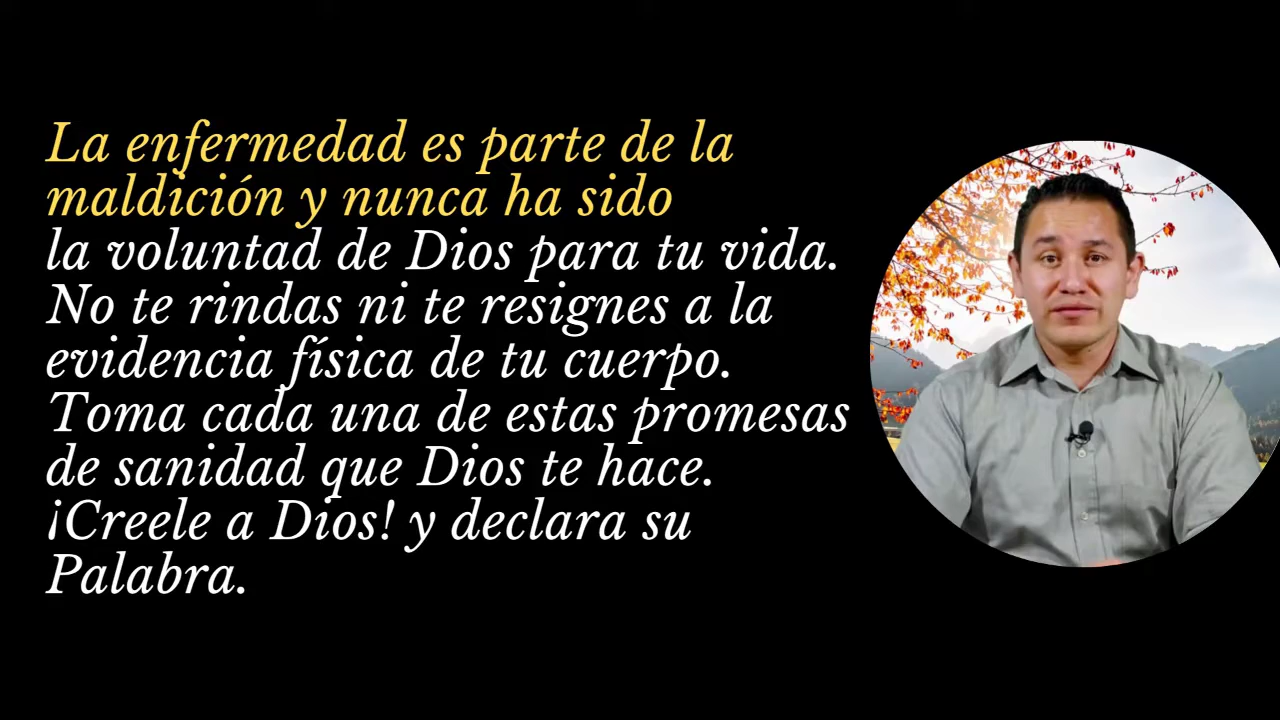 La enfermedad es parte de la
maldición y nunca ha sido
la voluntad de Dios para tu vida.
No te rindas ni te resignes a la
evidencia física de tu cuerpo.
Toma cada una de estas promesas
de sanidad que Dios te hace.
¡Creele a Dios! y declara su
Palabra.